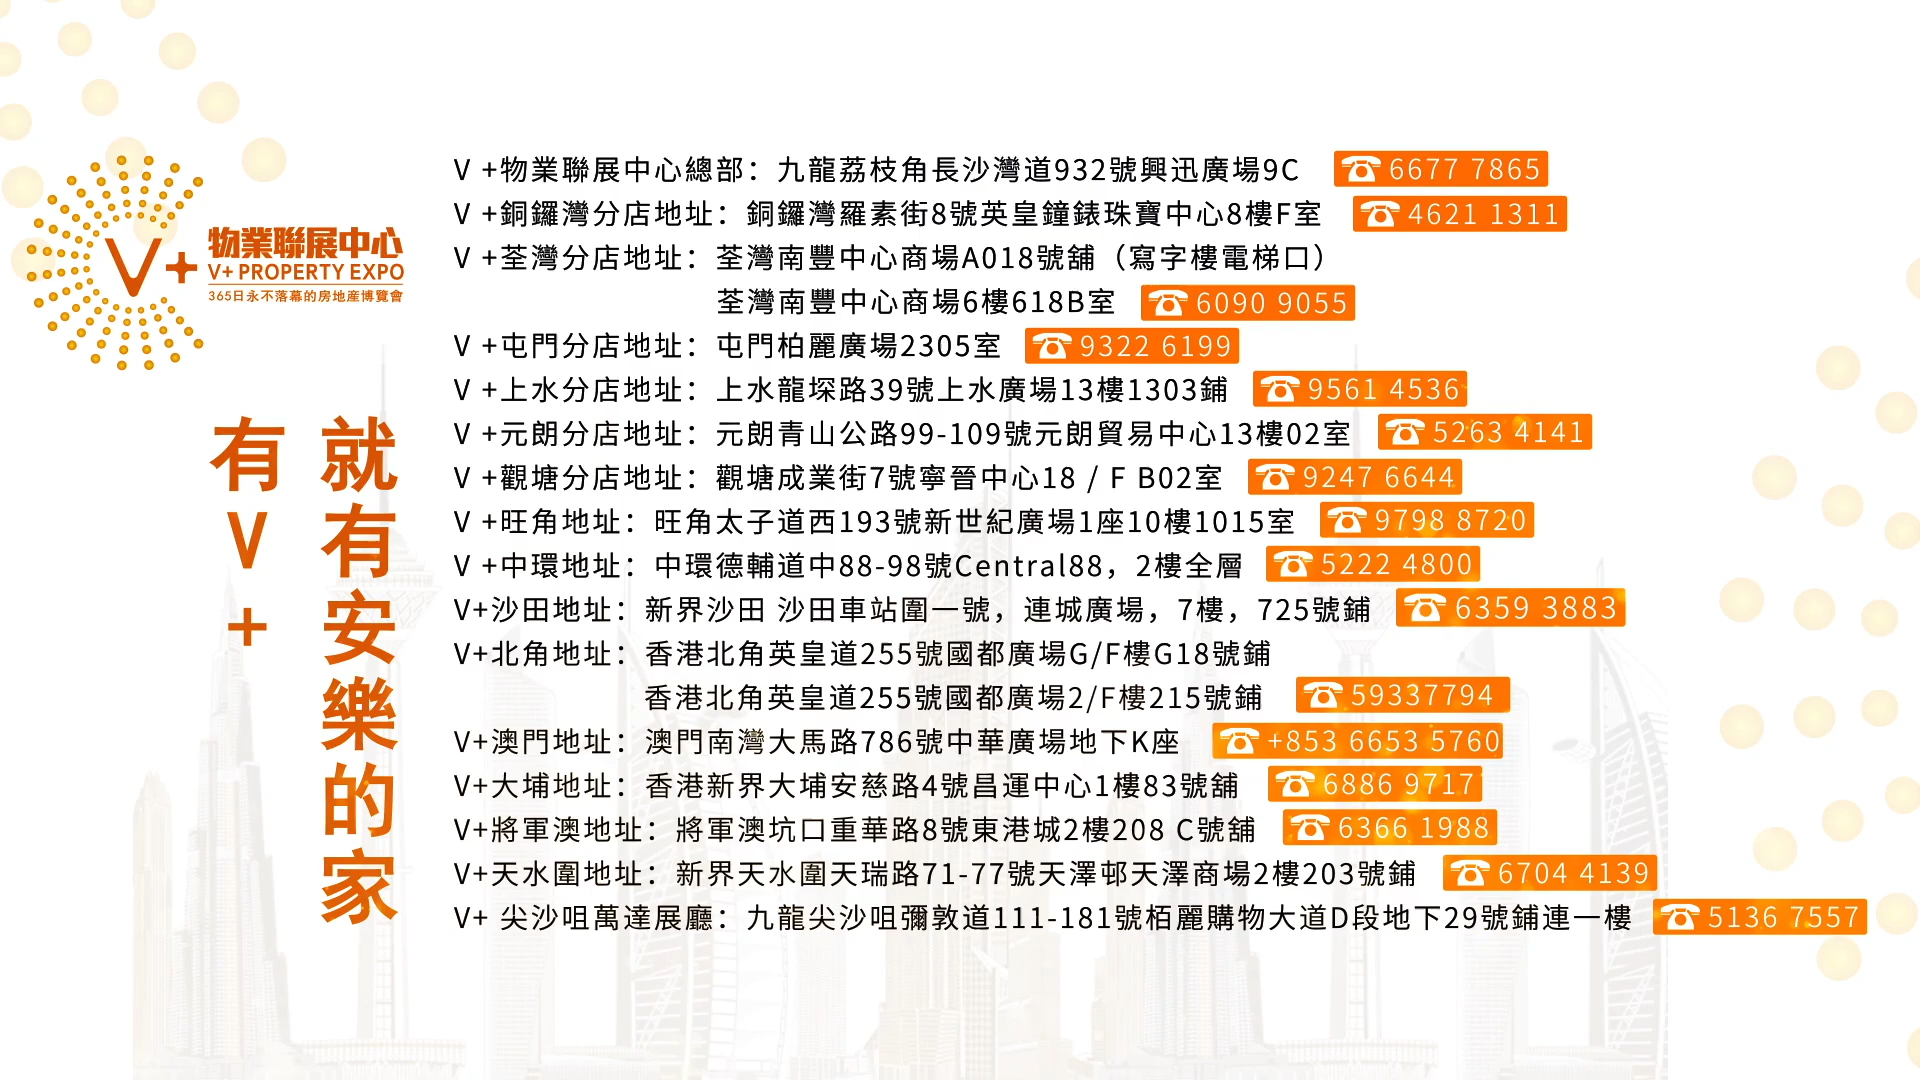 物業聯展中心
V+ PROPERTY EXPO
365日永不落幕的房地産博覽會
有V+
就有安樂的家
V +物業聯展中心總部：九龍荔枝角長沙灣道932號興迅廣場9C ☎6677 7865
V +銅鑼灣分店地址：銅鑼灣羅素街8號英皇鐘錶珠寶中心8樓F室 ☎4621 1311
V +荃灣分店地址：荃灣南豐中心商場A018號舖（寫字樓電梯口）
荃灣南豐中心商場6樓618B室 ☎6090 9055
V +屯門分店地址：屯門柏麗廣場2305室 ☎9322 6199
V +上水分店地址：上水龍堔路39號上水廣場13樓1303鋪 ☎9561 4536
V +元朗分店地址：元朗青山公路99-109號元朗貿易中心13樓02室 ☎5263 4141
V +觀塘分店地址：觀塘成業街7號寧晉中心18 / F B02室 ☎9247 6644
V +旺角地址：旺角太子道西193號新世紀廣場1座10樓1015室 ☎9798 8720
V +中環地址：中環德輔道中88-98號Central88，2樓全層 ☎5222 4800
V+沙田地址：新界沙田 沙田車站圍一號，連城廣場，7樓，725號鋪 ☎6359 3883
V+北角地址：香港北角英皇道255號國都廣場G/F樓G18號鋪
香港北角英皇道255號國都廣場2/F樓215號鋪 ☎59337794
V+澳門地址：澳門南灣大馬路786號中華廣場地下K座 ☎+853 6653 5760
V+大埔地址：香港新界大埔安慈路4號昌運中心1樓83號舖 ☎6886 9717
V+將軍澳地址：將軍澳坑口重華路8號東港城2樓208 C號舖 ☎6366 1988
V+天水圍地址：新界天水圍天瑞路71-77號天澤邨天澤商場2樓203號鋪 ☎6704 4139
V+ 尖沙咀萬達展廳：九龍尖沙咀彌敦道111-181號栢麗購物大道D段地下29號鋪連一樓 ☎5136 7557